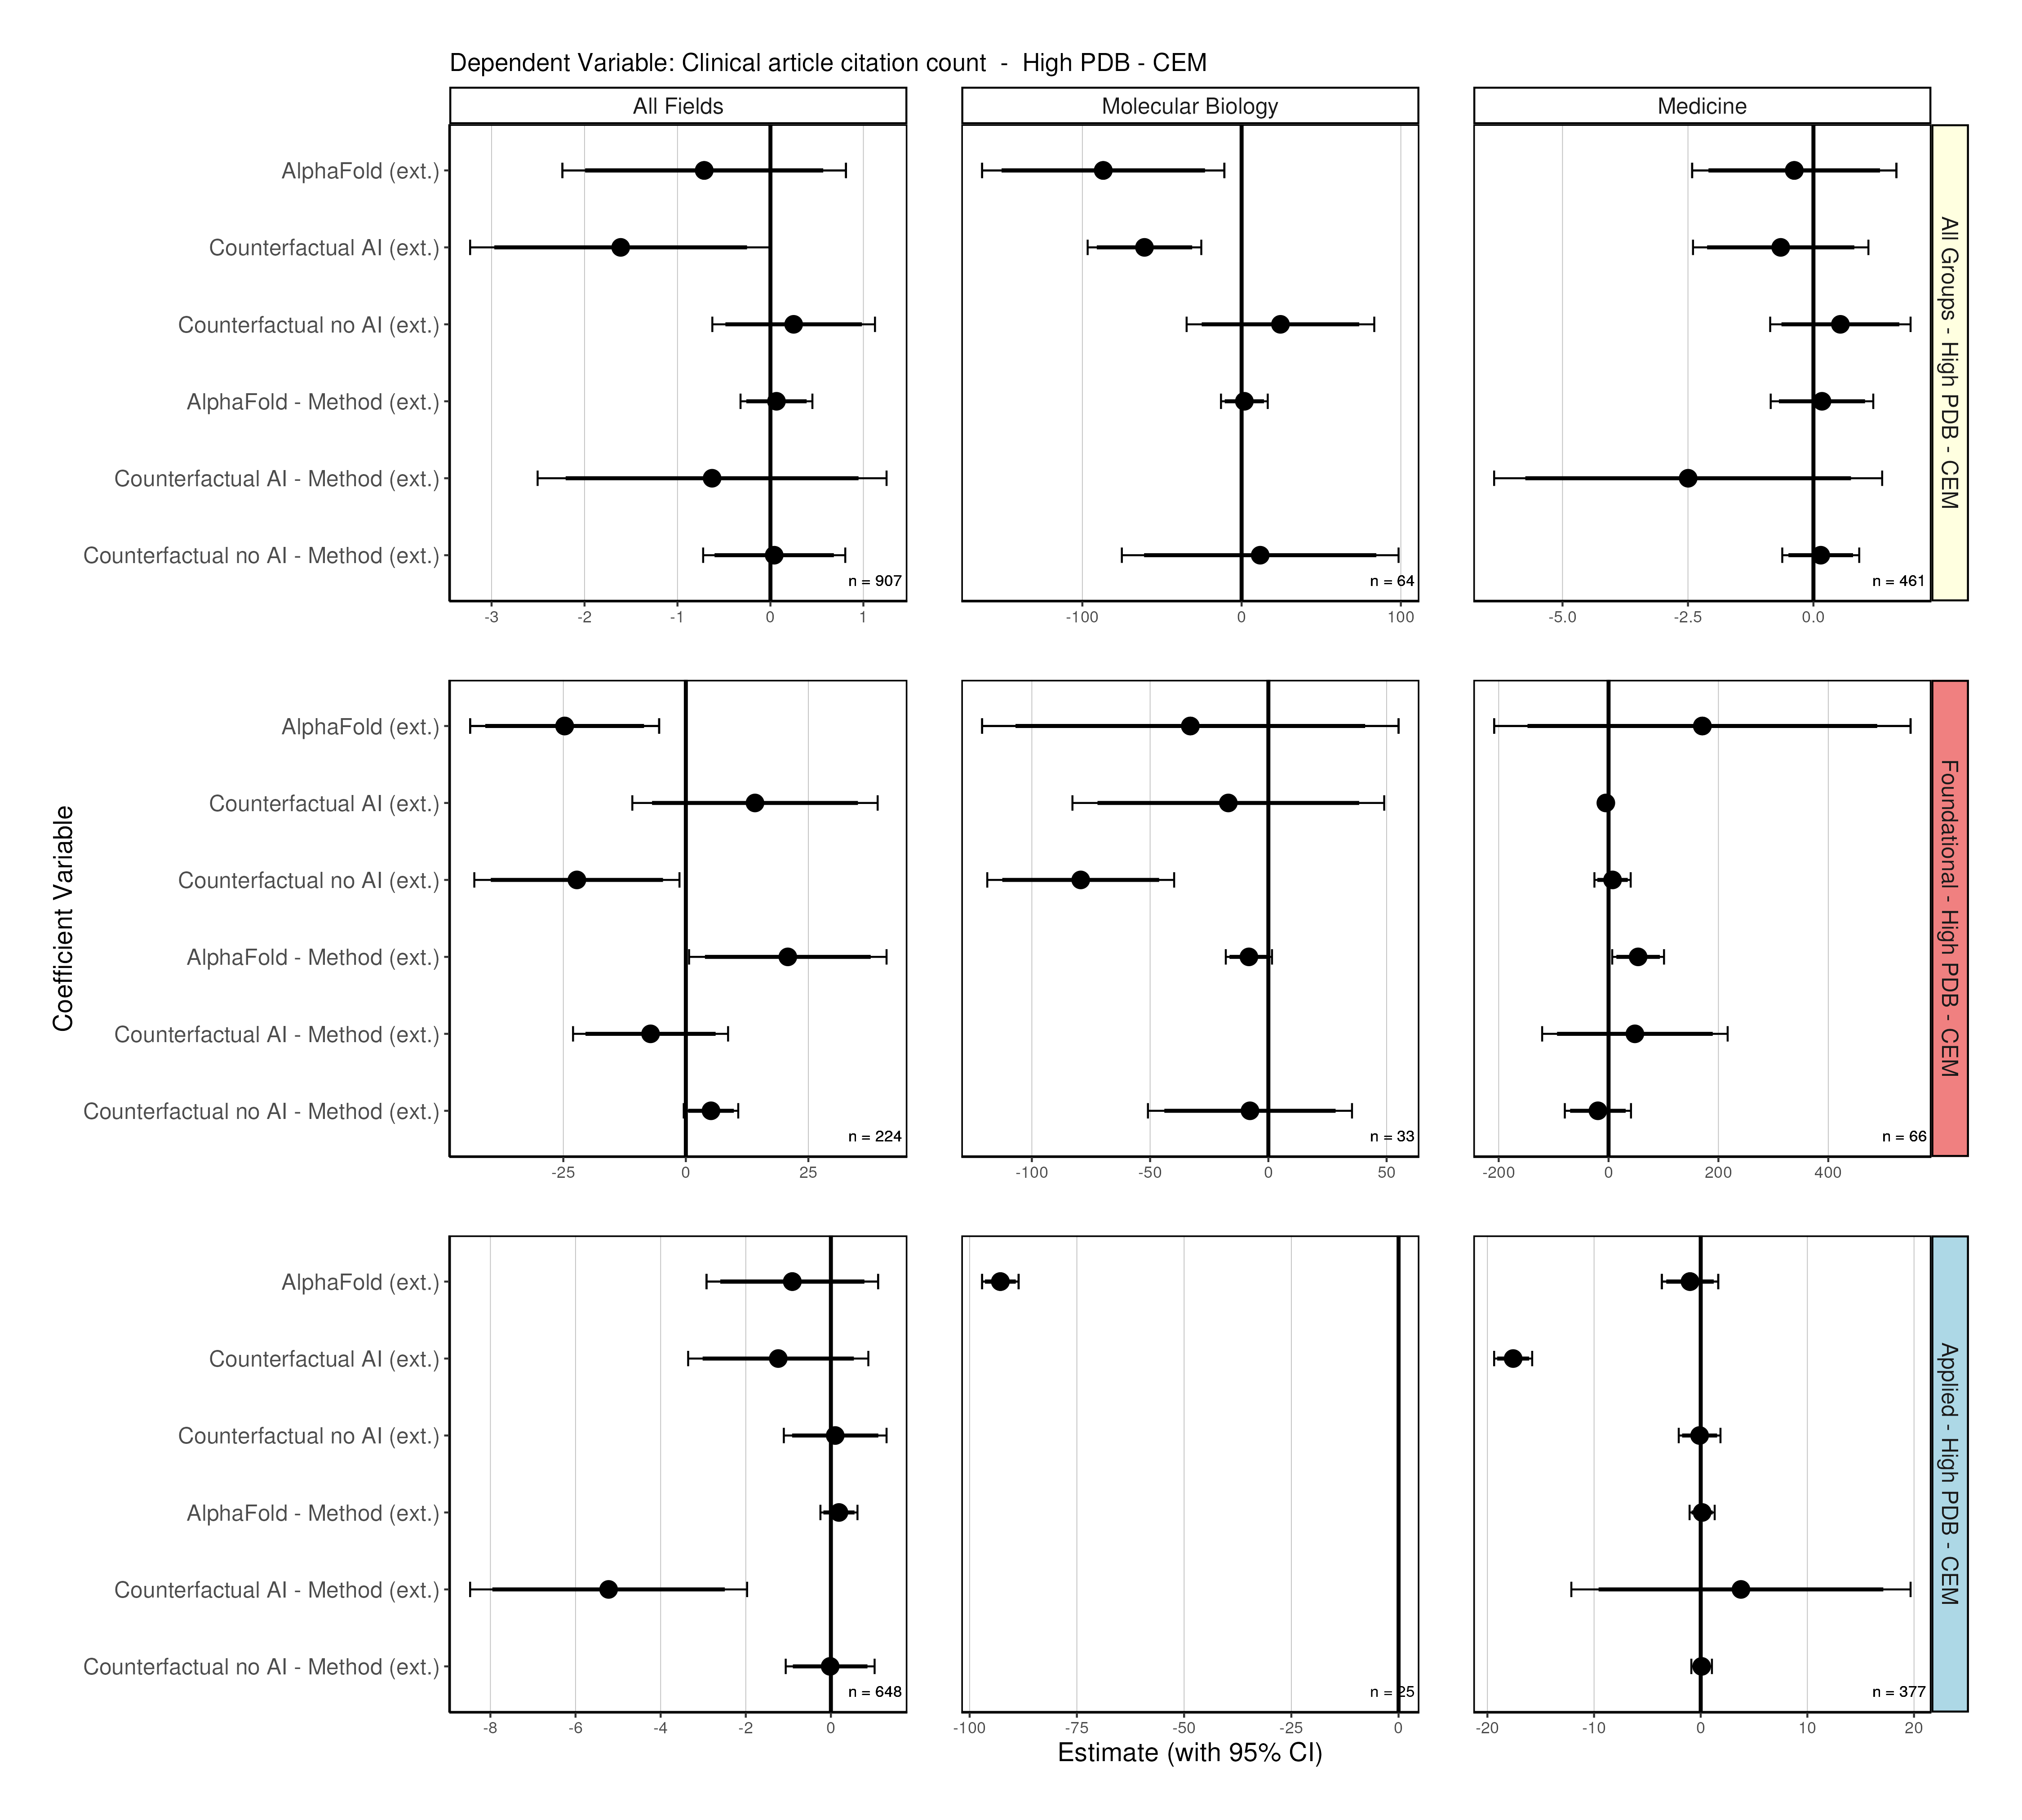 Dependent Variable: Clinical article citation count - High PDB - CEM
All Fields
Molecular Biology
Medicine
AlphaFold (ext.)
Counterfactual AI (ext.)
Counterfactual no AI (ext.)
AlphaFold - Method (ext.)
Counterfactual AI - Method (ext.)
Counterfactual no AI - Method (ext.)
n = 907
n = 64
n = 461
All Groups - High PDB - CEM
-3 -2 -1 0 1
-100 0 100
-5.0 -2.5 0.0
Coefficient Variable
AlphaFold (ext.)
Counterfactual AI (ext.)
Counterfactual no AI (ext.)
AlphaFold - Method (ext.)
Counterfactual AI - Method (ext.)
Counterfactual no AI - Method (ext.)
n = 224
n = 33
n = 66
Foundational - High PDB - CEM
-25 0 25
-100 -50 0 50
-200 0 200 400
AlphaFold (ext.)
Counterfactual AI (ext.)
Counterfactual no AI (ext.)
AlphaFold - Method (ext.)
Counterfactual AI - Method (ext.)
Counterfactual no AI - Method (ext.)
n = 648
n = 25
n = 377
Applied - High PDB - CEM
-8 -6 -4 -2 0
-100 -75 -50 -25 0
-20 -10 0 10 20
Estimate (with 95% CI)